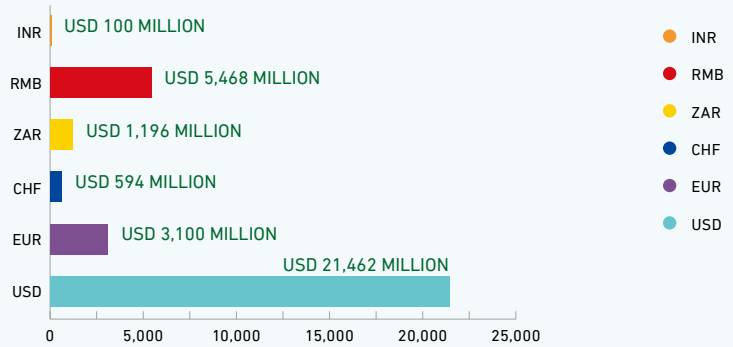 INR USD 100 MILLION
RMB USD 5,468 MILLION
ZAR USD 1,196 MILLION
CHF USD 594 MILLION
EUR USD 3,100 MILLION
USD USD 21,462 MILLION
0 5,000 10,000 15,000 20,000 25,000
INR
RMB
ZAR
CHF
EUR
USD